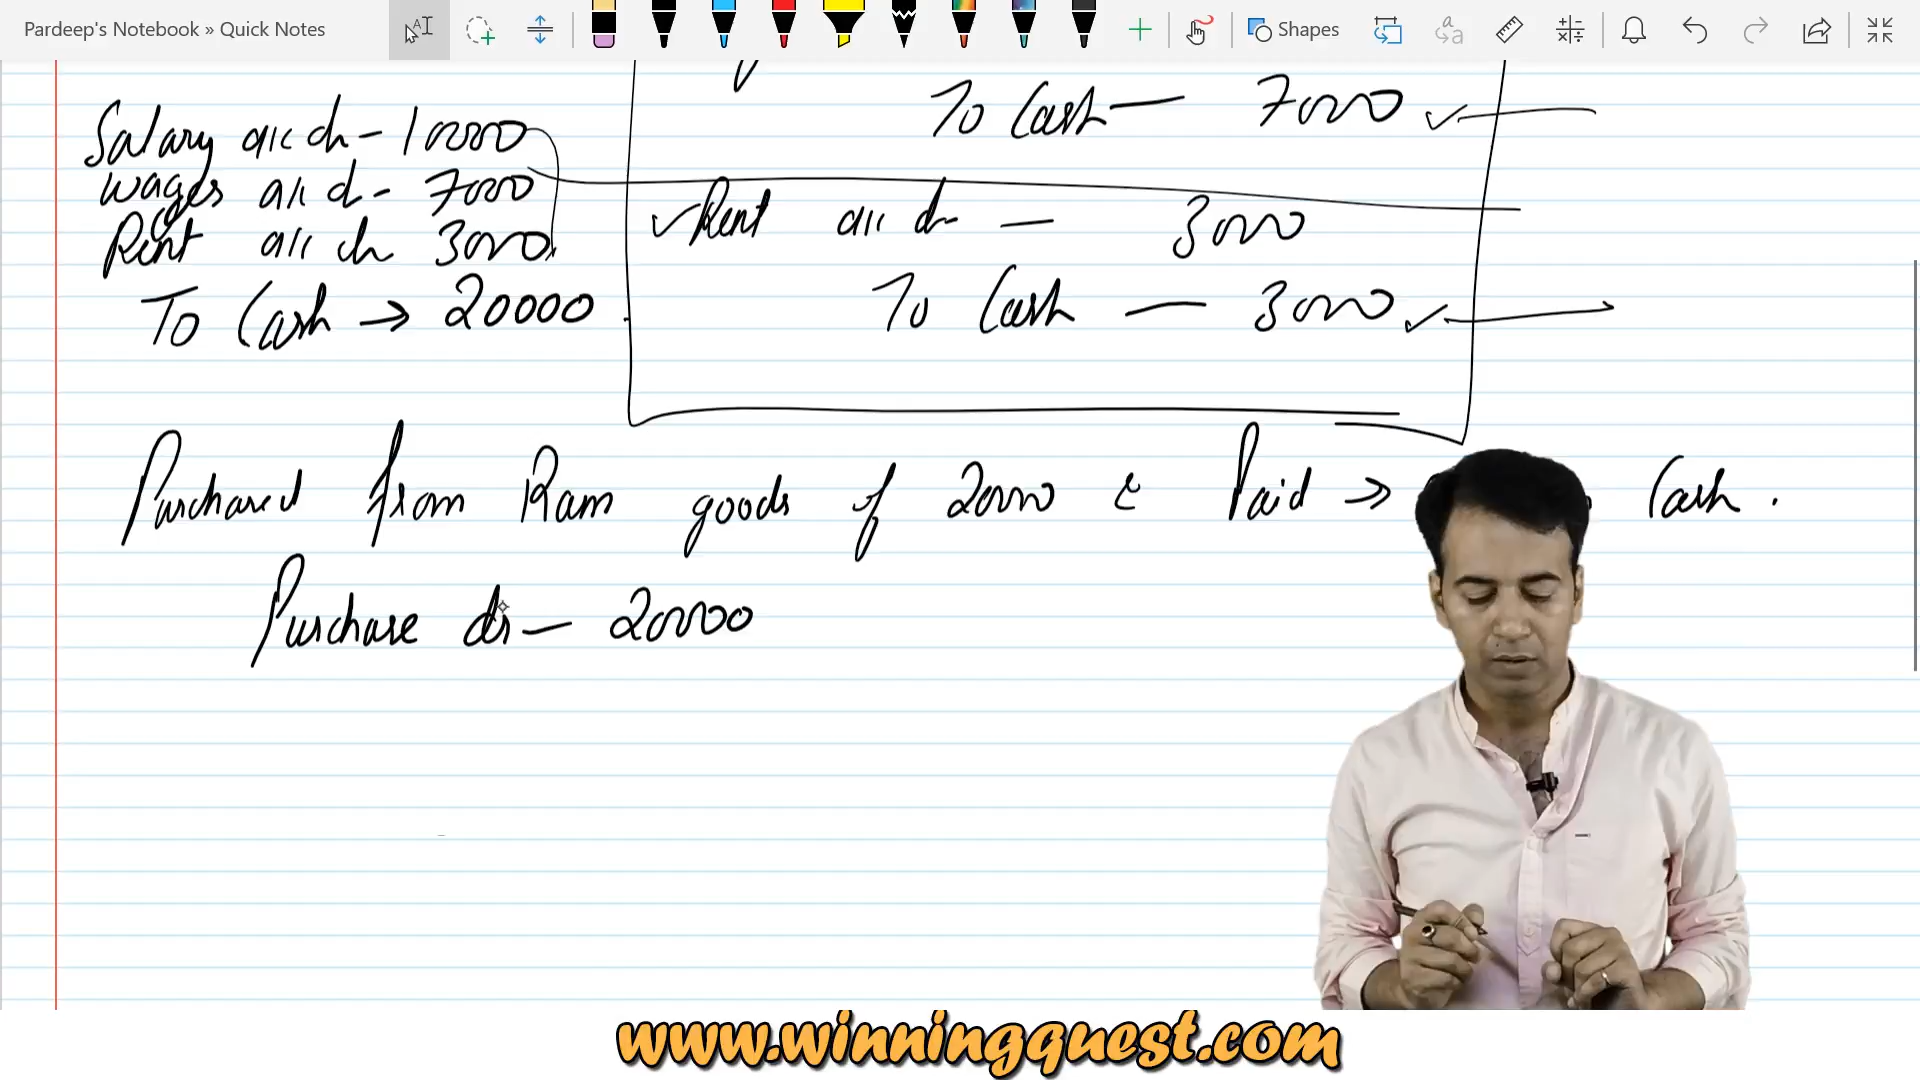 Pardeep's Notebook » Quick Notes
Shapes
To Cash — 7000
Salary a/c dr - 10000
wages a/c d - 7000
Rent a/c dr 3000
To Cash → 20000
Rent a/c dr — 3000
To Cash — 3000
Purchased from Ram goods of 20000 & Paid → Cash.
Purchase dr — 20000
www.winningquest.com